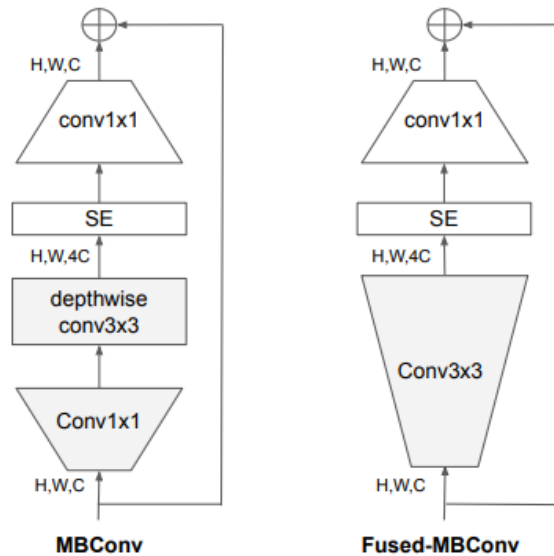 H,W,C
conv1x1
SE
H,W,4C
depthwise
conv3x3
Conv1x1
H,W,C
MBConv
H,W,C
conv1x1
SE
H,W,4C
Conv3x3
H,W,C
Fused-MBConv